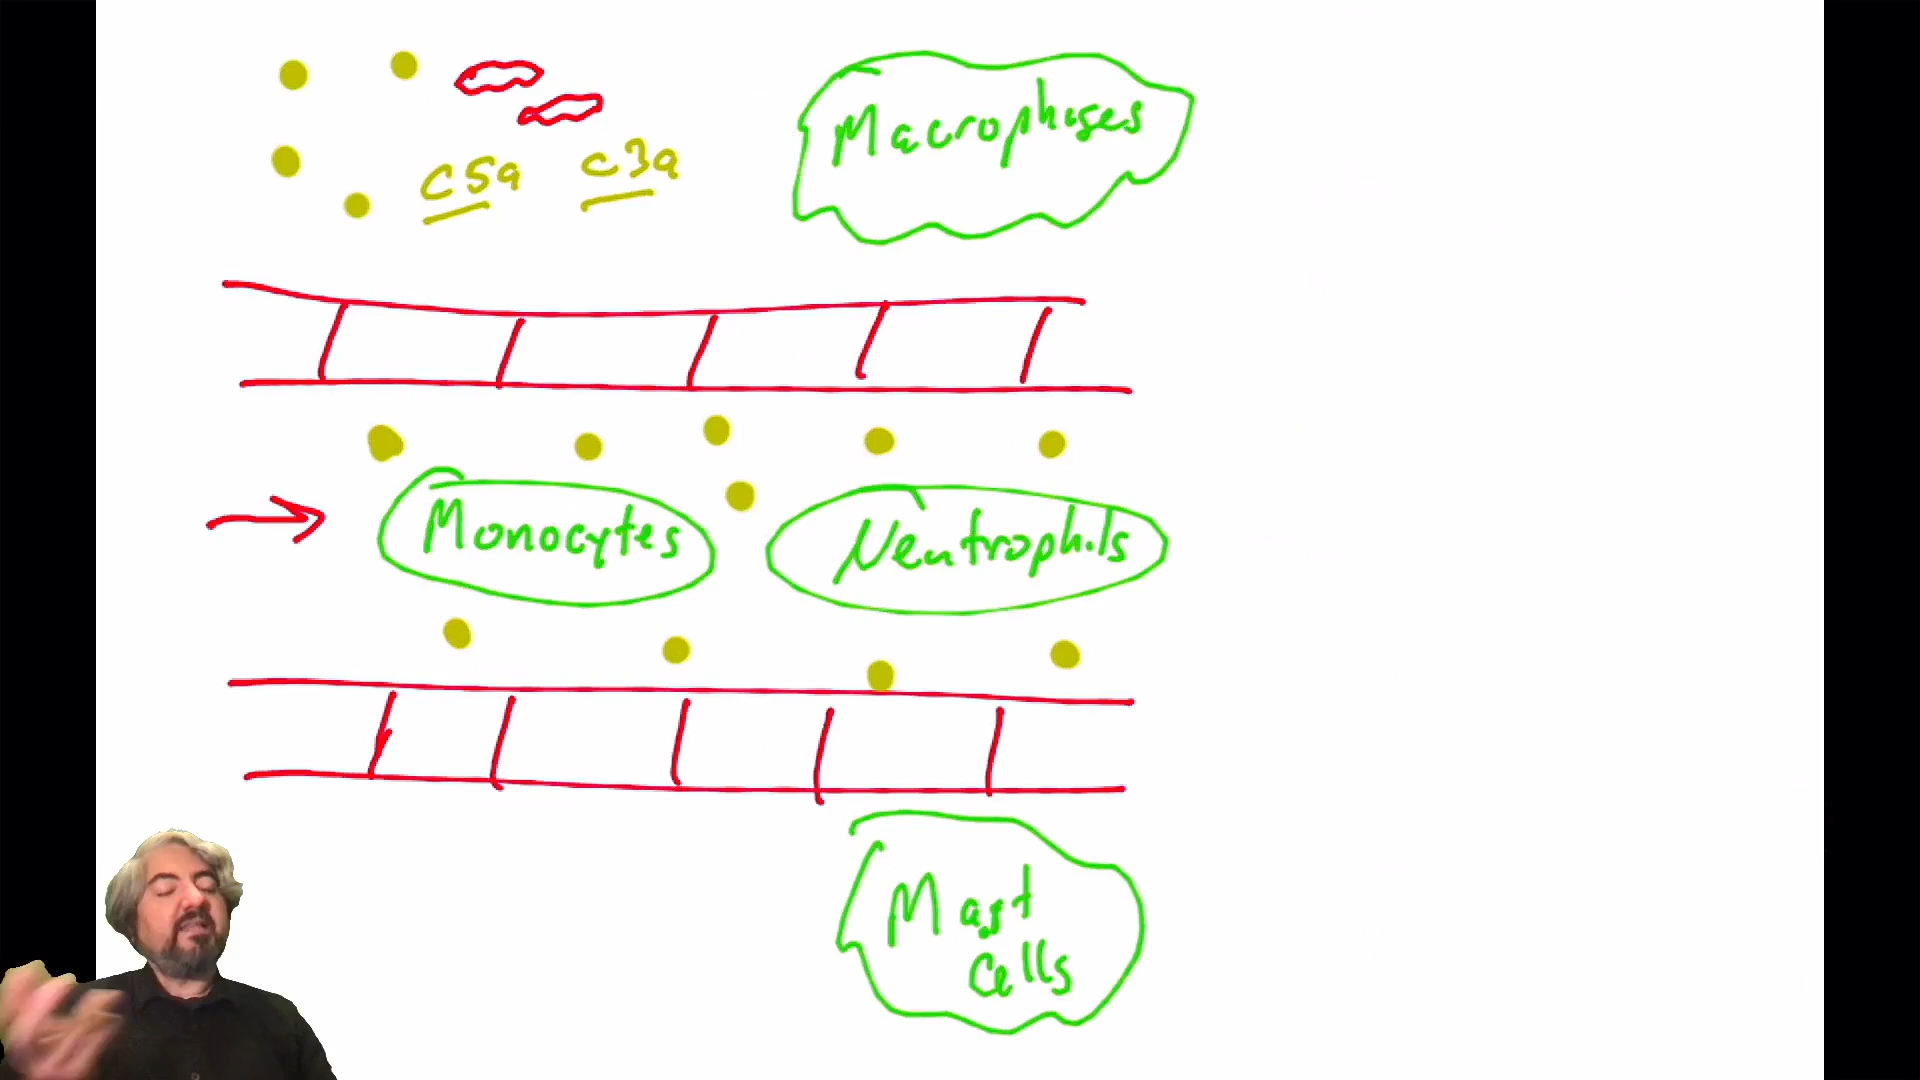 C5a C3a
Macrophages
Monocytes
Neutrophils
Mast
Cells